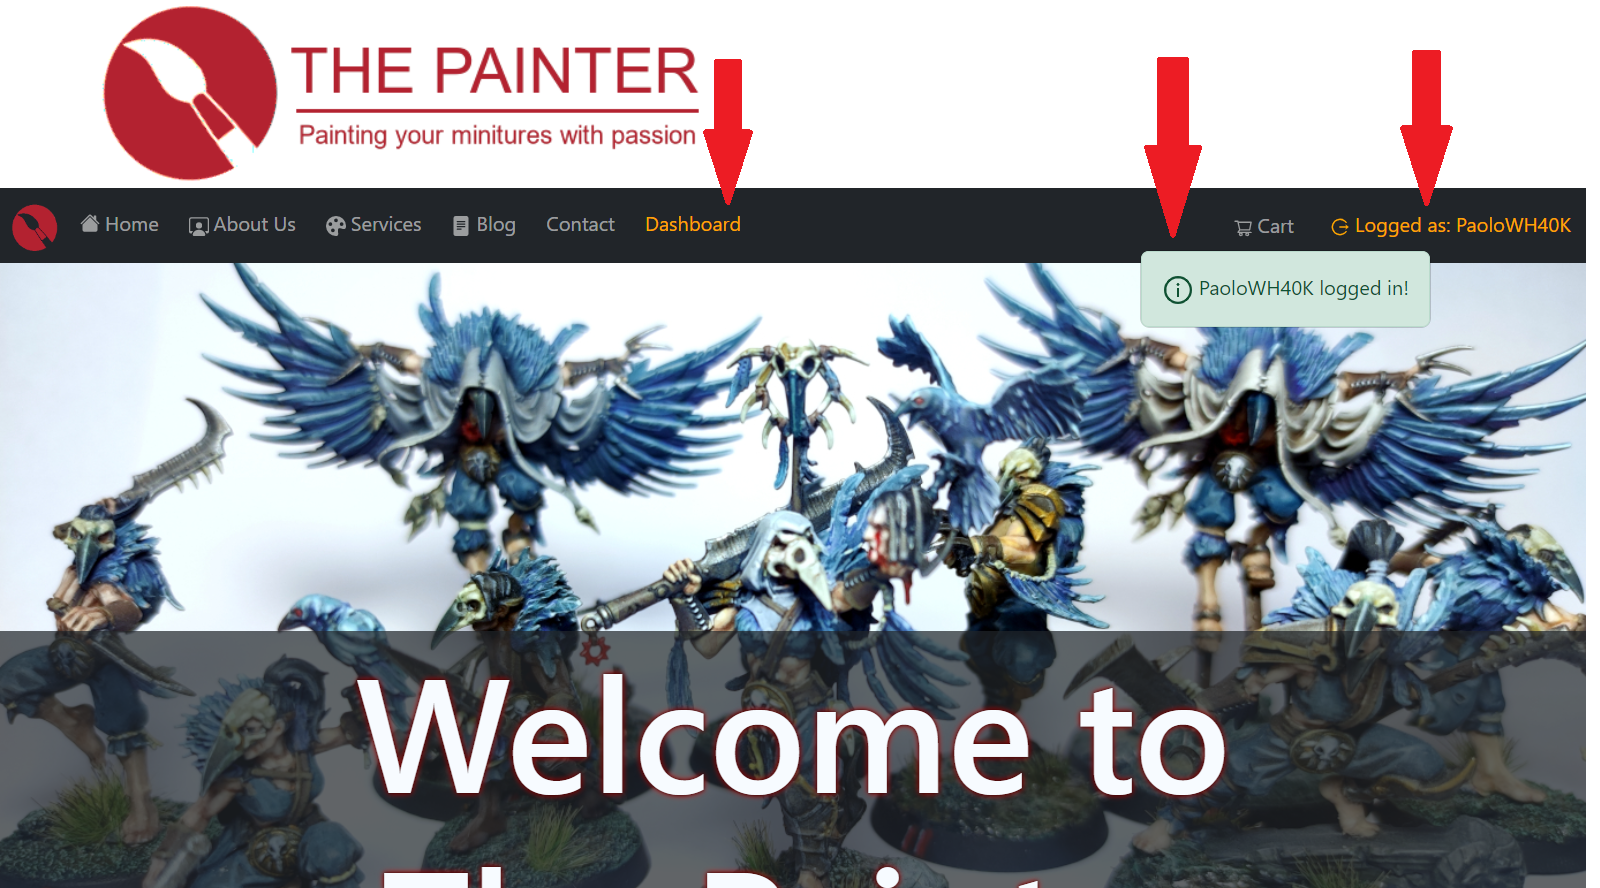 THE PAINTER
Painting your minitures with passion
Home About Us Services Blog Contact Dashboard Cart Logged as: PaoloWH40K
PaoloWH40K logged in!
Welcome to